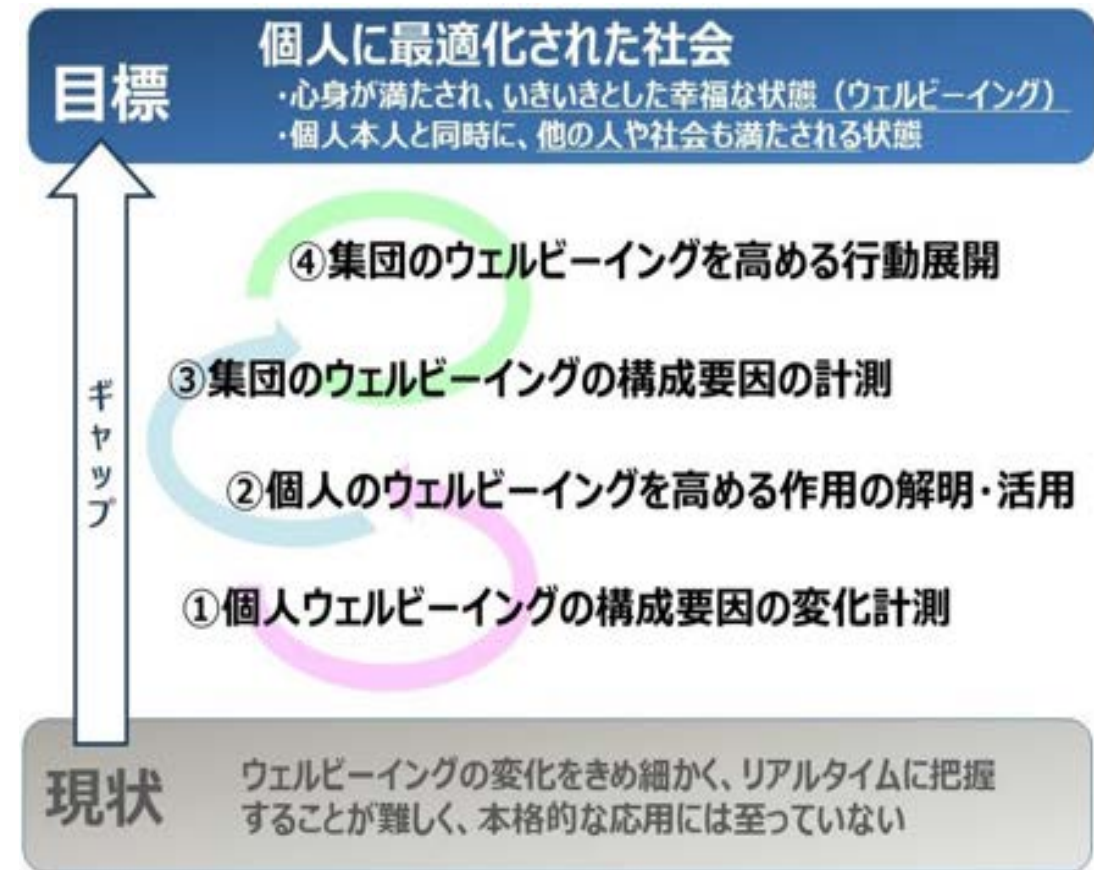 目標
個人に最適化された社会
・心身が満たされ、いきいきとした幸福な状態（ウェルビーイング）
・個人本人と同時に、他の人や社会も満たされる状態
④集団のウェルビーイングを高める行動展開
③集団のウェルビーイングの構成要因の計測
②個人のウェルビーイングを高める作用の解明・活用
①個人ウェルビーイングの構成要因の変化計測
ギャップ
現状
ウェルビーイングの変化をきめ細かく、リアルタイムに把握
することが難しく、本格的な応用には至っていない